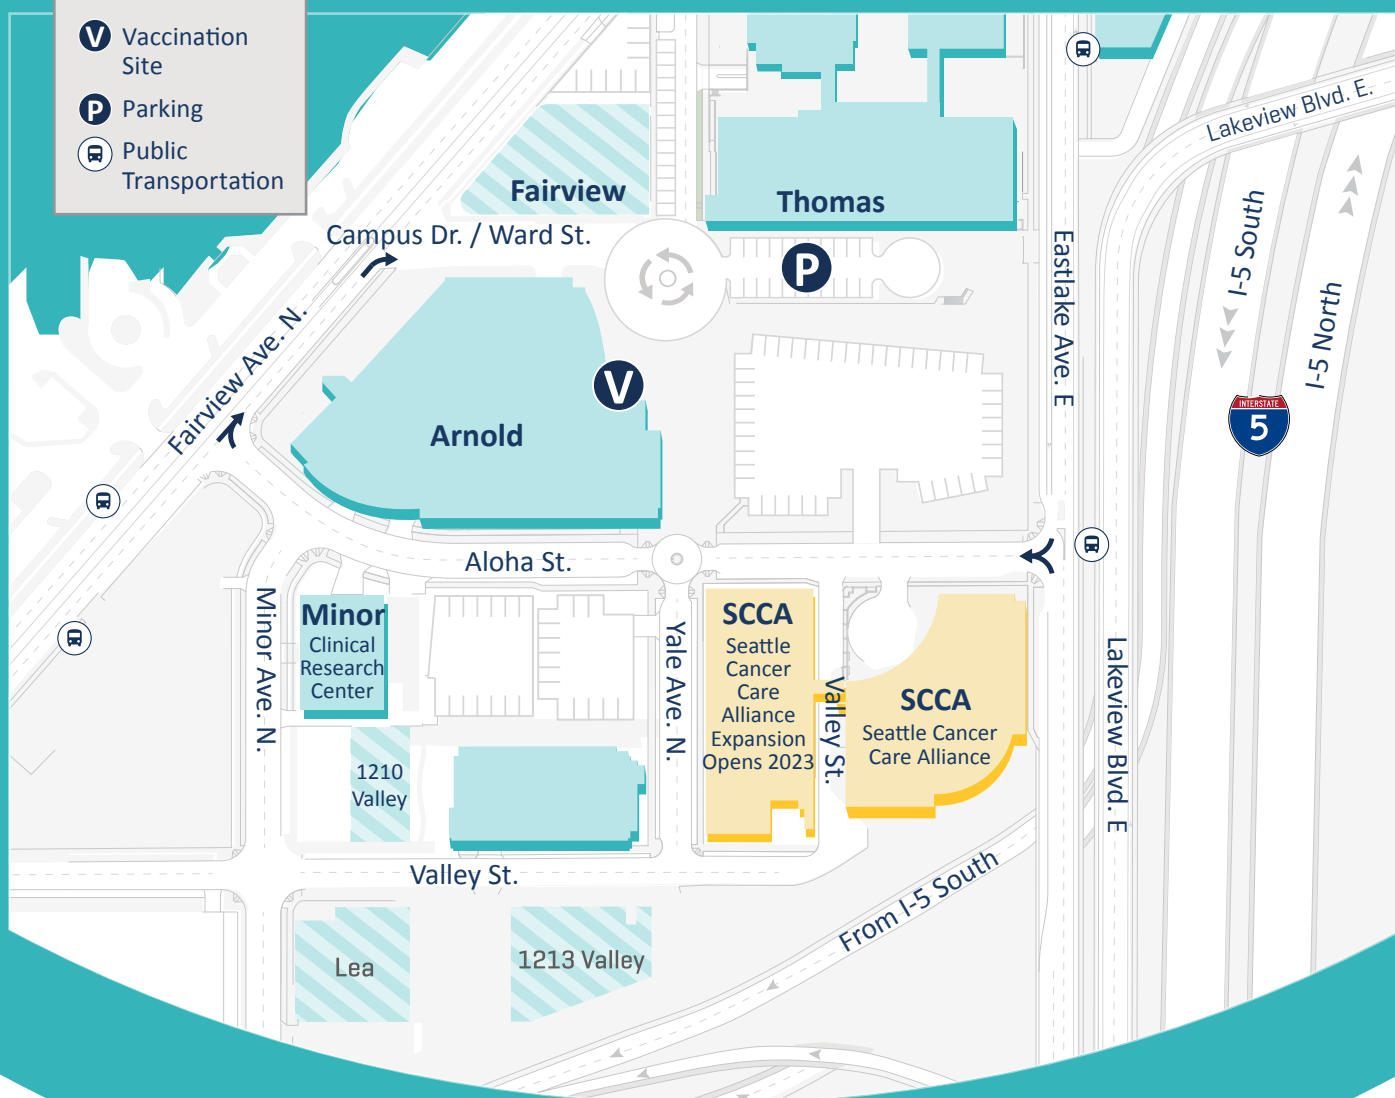 V Vaccination
Site
P Parking
Public
Transportation
Fairview
Thomas
Campus Dr. / Ward St.
P
Lakeview Blvd. E.
I-5 South
I-5 North
Eastlake Ave. E
Fairview Ave. N.
V
Arnold
INTERSTATE
5
Aloha St.
Minor
Clinical
Research
Center
Minor Ave. N.
Yale Ave. N.
SCCA
Seattle
Cancer
Care
Alliance
Expansion
Opens 2023
Valley St.
SCCA
Seattle Cancer
Care Alliance
Lakeview Blvd. E
1210
Valley
Valley St.
From I-5 South
Lea
1213 Valley